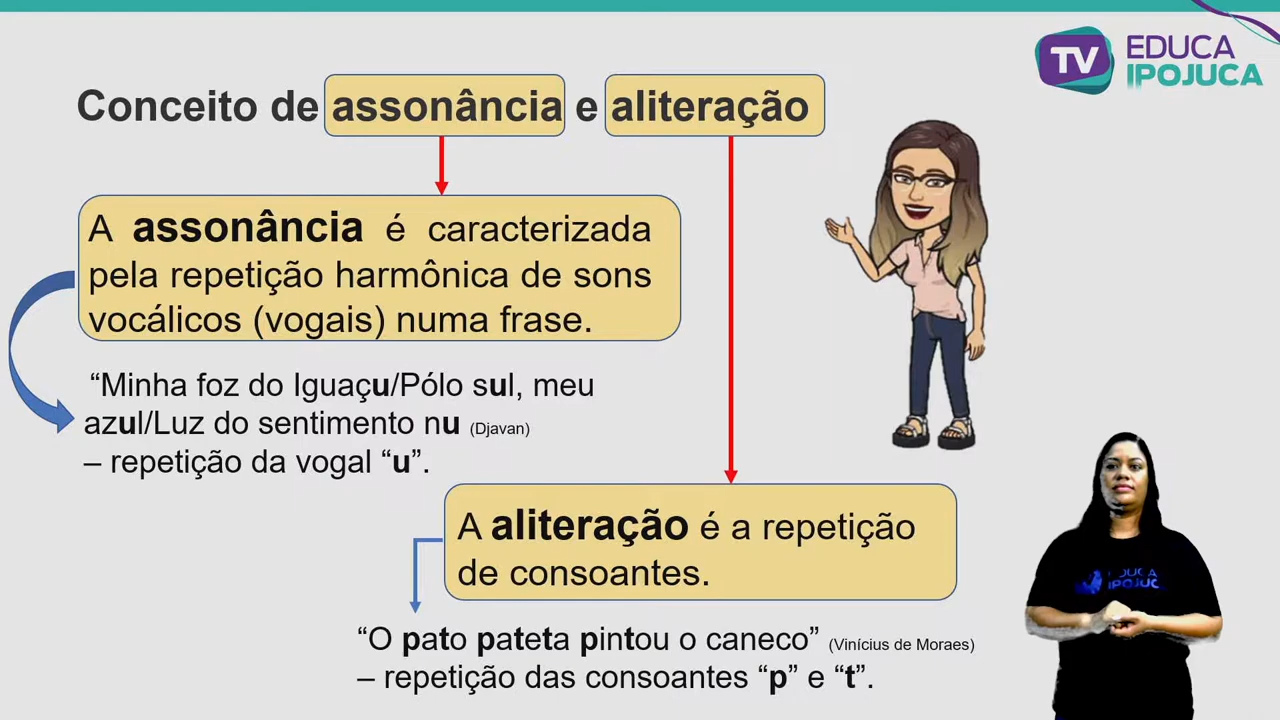 TV EDUCA
IPOJUCA
Conceito de assonância e aliteração
A assonância é caracterizada
pela repetição harmônica de sons
vocálicos (vogais) numa frase.
“Minha foz do Iguaçu/Pólo sul, meu
azul/Luz do sentimento nu (Djavan)
– repetição da vogal “u”.
A aliteração é a repetição
de consoantes.
“O pato pateta pintou o caneco” (Vinícius de Moraes)
– repetição das consoantes “p” e “t”.
EDUCA
IPOJUC